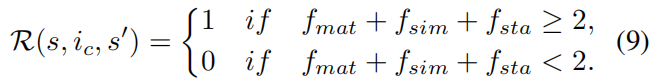 R(s, i_c, s') = { 1 if f_mat + f_sim + f_sta ≥ 2,
0 if f_mat + f_sim + f_sta < 2. (9)